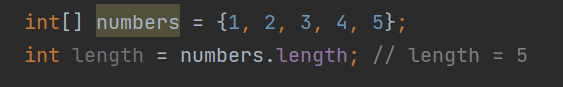 int[] numbers = {1, 2, 3, 4, 5};
int length = numbers.length; // length = 5